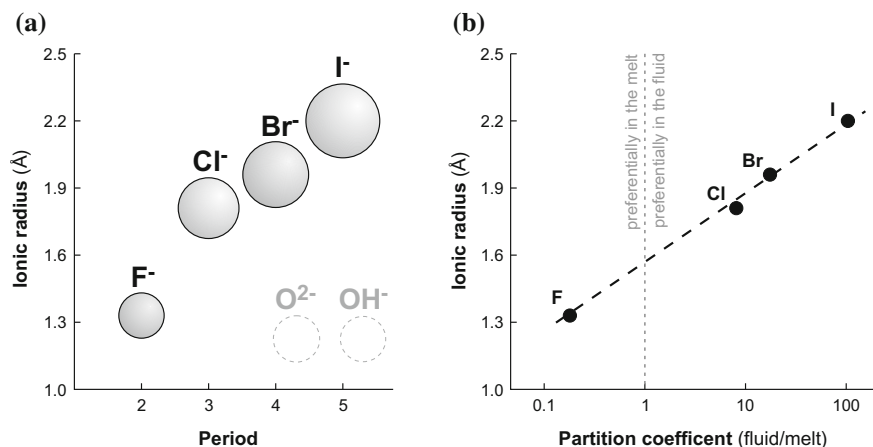 (a)
Ionic radius (Å)
2.5
2.2
1.9
1.6
1.3
1.0
F-
Cl-
Br-
I-
O2-
OH-
2
3
4
5
Period
(b)
Ionic radius (Å)
2.5
2.2
1.9
1.6
1.3
1.0
preferentially in the melt
preferentially in the fluid
F
Cl
Br
I
0.1
1
10
100
Partition coefficent (fluid/melt)